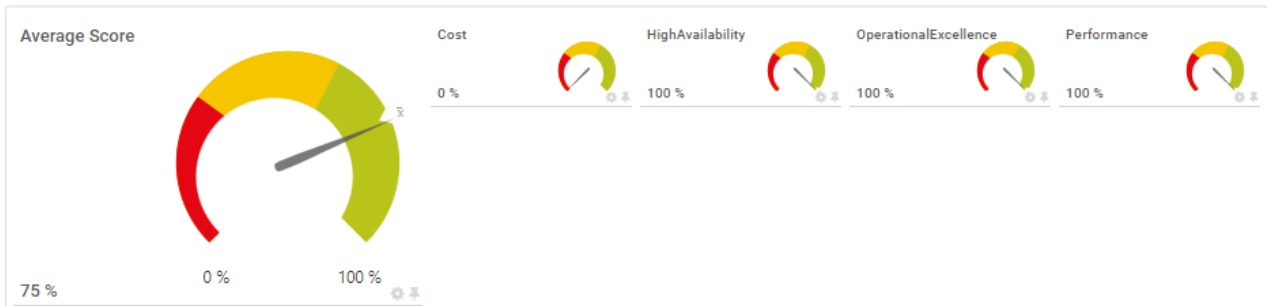 Average Score
x̄
0 %
100 %
75 %
Cost
0 %
HighAvailability
100 %
OperationalExcellence
100 %
Performance
100 %